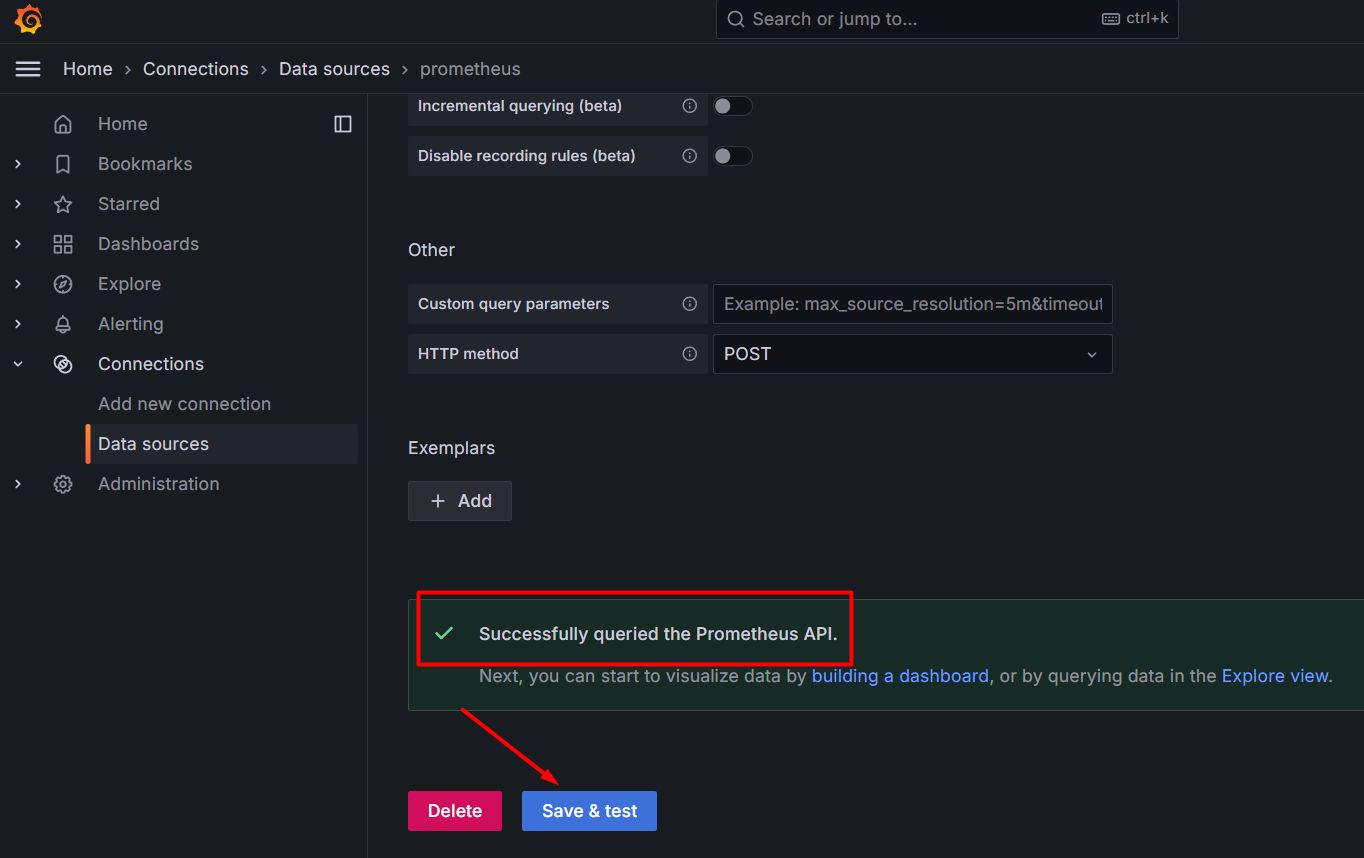 Search or jump to...
ctrl+k
Home › Connections › Data sources › prometheus
Home
Bookmarks
Starred
Dashboards
Explore
Alerting
Connections
Add new connection
Data sources
Administration
Incremental querying (beta)
Disable recording rules (beta)
Other
Custom query parameters
Example: max_source_resolution=5m&timeout
HTTP method
POST
Exemplars
+ Add
Successfully queried the Prometheus API.
Next, you can start to visualize data by building a dashboard, or by querying data in the Explore view.
Delete
Save & test